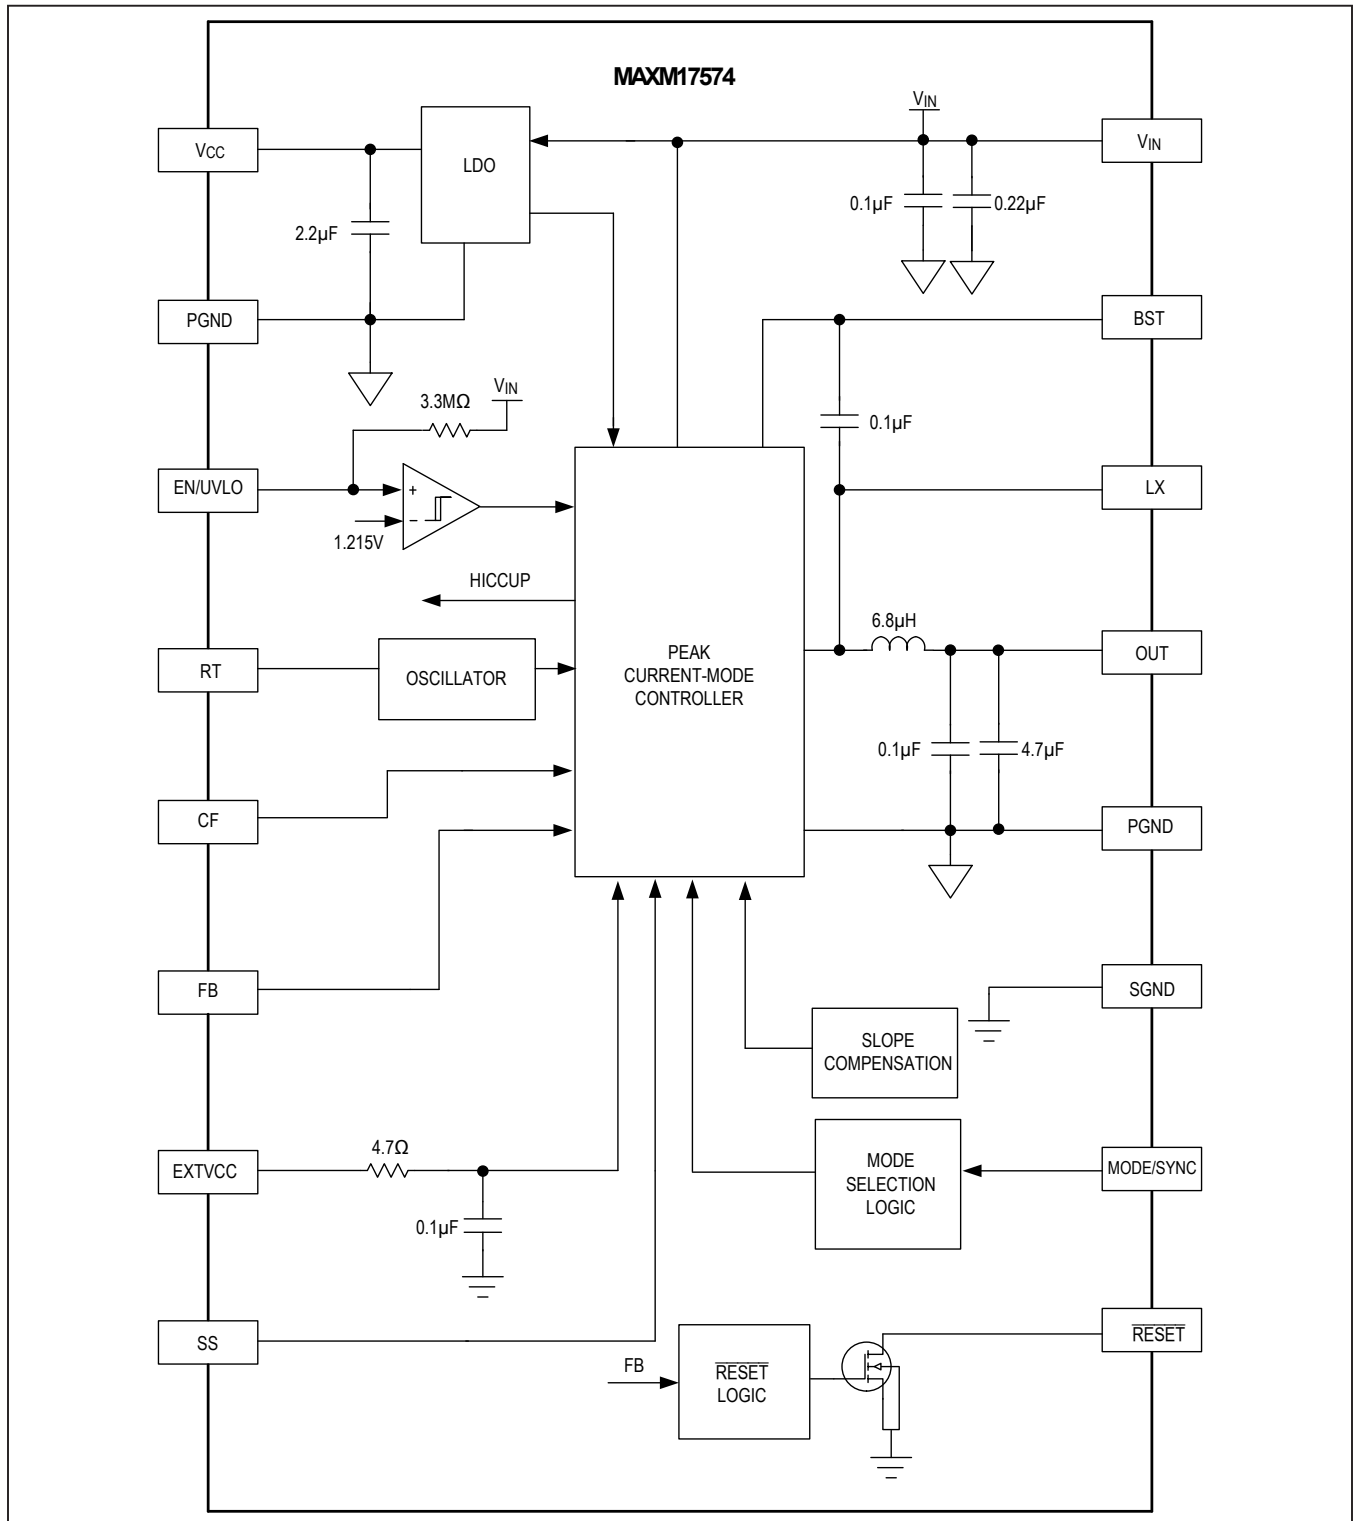 MAXM17574
VIN
VCC
LDO
VIN
0.1µF
0.22µF
2.2µF
PGND
BST
VIN
3.3MΩ
0.1µF
EN/UVLO
+
LX
−
1.215V
HICCUP
6.8µH
RT
OSCILLATOR
PEAK
CURRENT-MODE
CONTROLLER
OUT
0.1µF
4.7µF
CF
PGND
FB
SGND
SLOPE
COMPENSATION
4.7Ω
EXTVCC
MODE
SELECTION
LOGIC
MODE/SYNC
0.1µF
SS
RESET
FB
RESET
LOGIC